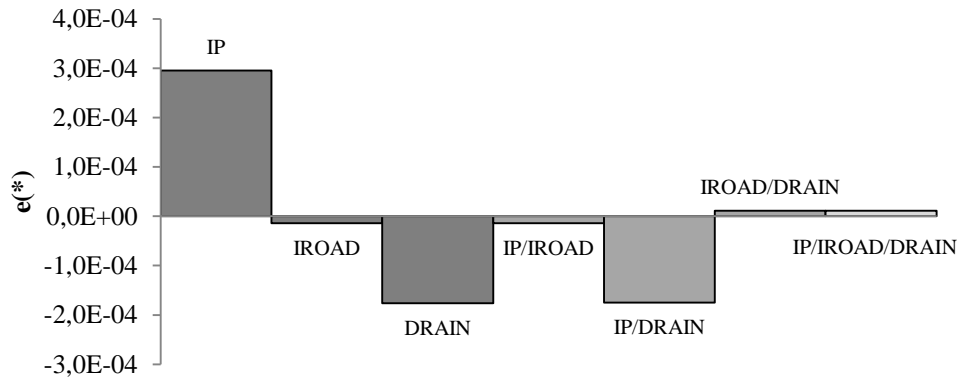 4,0E-04
IP
3,0E-04
2,0E-04
1,0E-04
IROAD/DRAIN
e(*)
0,0E+00
IROAD
IP/IROAD
IP/IROAD/DRAIN
-1,0E-04
-2,0E-04
DRAIN
IP/DRAIN
-3,0E-04